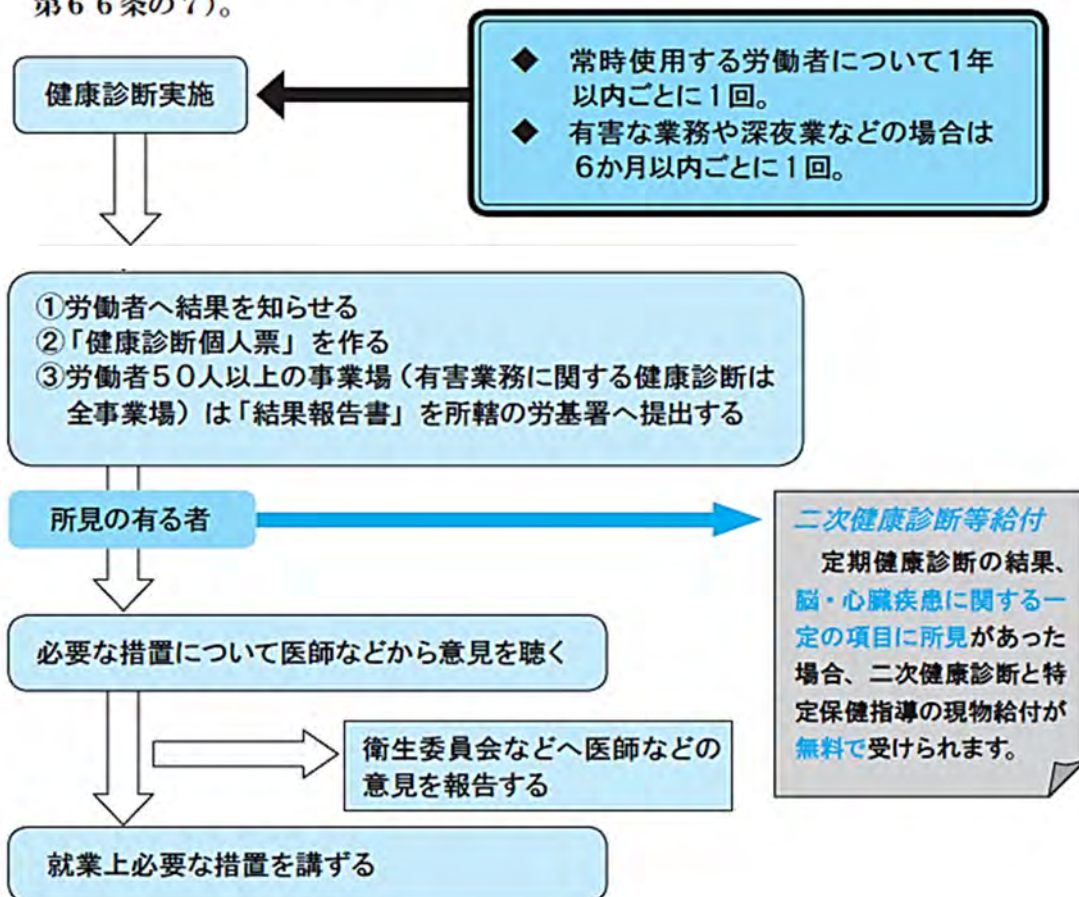 第66条の7)。
健康診断実施
◆ 常時使用する労働者について1年
以内ごとに1回。
◆ 有害な業務や深夜業などの場合は
6か月以内ごとに1回。
①労働者へ結果を知らせる
②「健康診断個人票」を作る
③労働者50人以上の事業場(有害業務に関する健康診断は
全事業場)は「結果報告書」を所轄の労基署へ提出する
所見の有る者
二次健康診断等給付
定期健康診断の結果、
脳・心臓疾患に関する一
定の項目に所見があった
場合、二次健康診断と特
定保健指導の現物給付が
無料で受けられます。
必要な措置について医師などから意見を聴く
衛生委員会などへ医師などの
意見を報告する
就業上必要な措置を講ずる